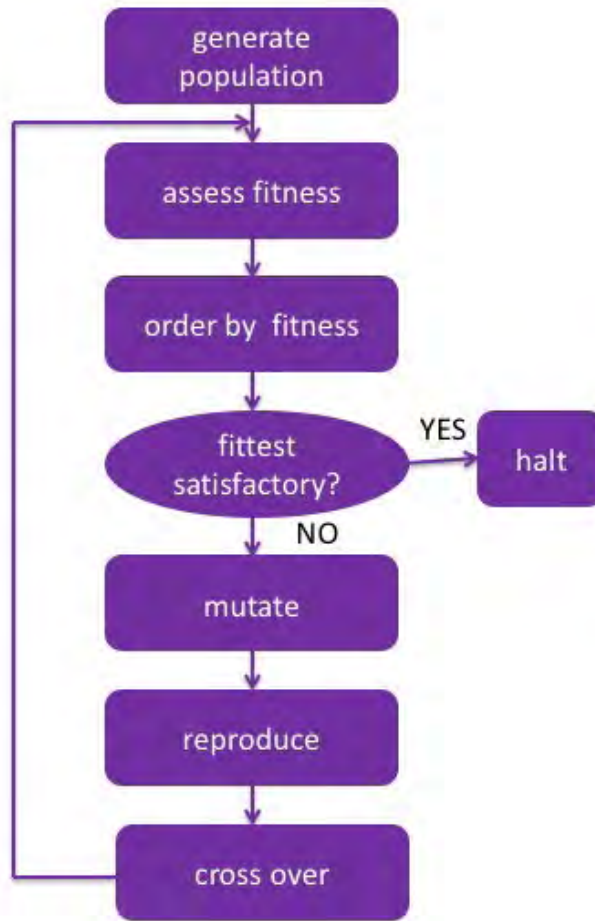 generate
population
assess fitness
order by  fitness
fittest
satisfactory?
YES
halt
NO
mutate
reproduce
cross over